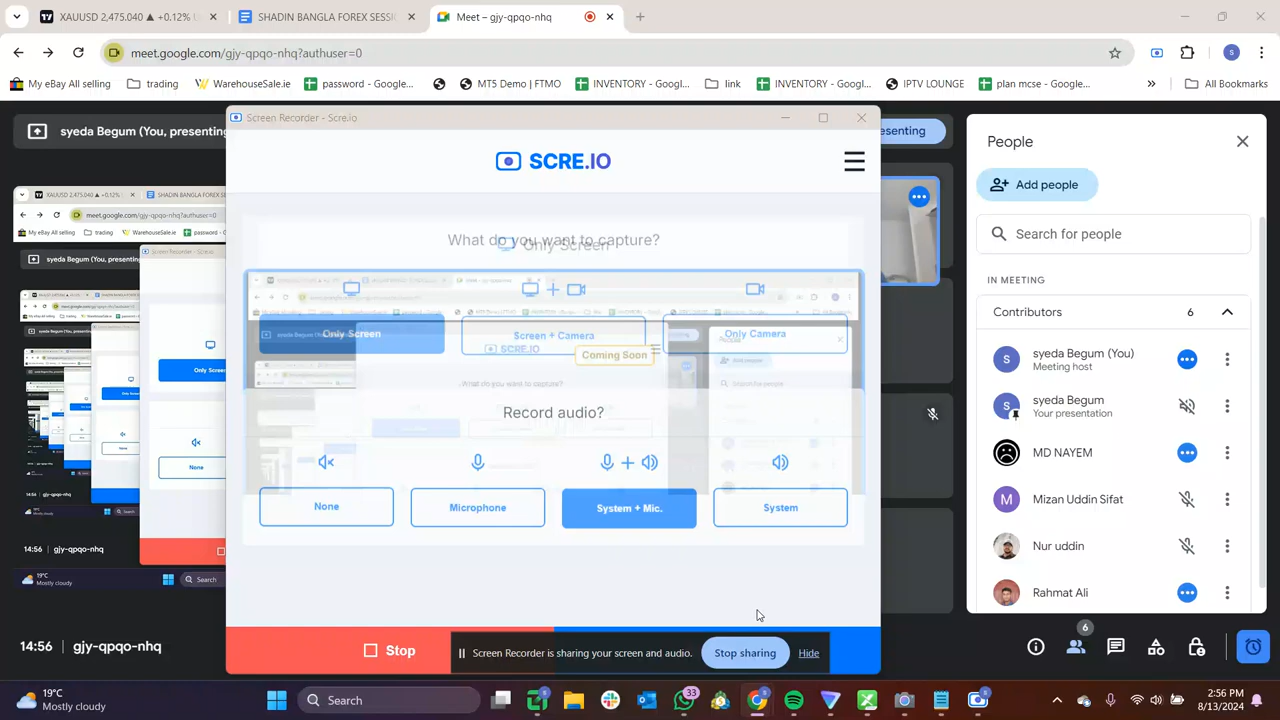 XAUUSD 2,475.040 ▲ +0.12%
SHADIN BANGLA FOREX SESSI
Meet – gjy-qpqo-nhq
meet.google.com/gjy-qpqo-nhq?authuser=0
My eBay All selling
trading
WarehouseSale.ie
password - Google...
MT5 Demo | FTMO
INVENTORY - Googl...
link
INVENTORY - Googl...
IPTV LOUNGE
plan mcse - Google...
All Bookmarks
syeda Begum (You, presenting
Screen Recorder - Scre.io
SCRE.IO
What do you want to capture?
Only Screen
Only Screen
Screen + Camera
Only Camera
Coming Soon
Record audio?
None
Microphone
System + Mic.
System
Stop
Screen Recorder is sharing your screen and audio.
Stop sharing
Hide
People
Add people
Search for people
IN MEETING
Contributors
6
syeda Begum (You)
Meeting host
syeda Begum
Your presentation
MD NAYEM
Mizan Uddin Sifat
Nur uddin
Rahmat Ali
6
14:56
gjy-qpqo-nhq
19°C
Mostly cloudy
Search
33
2:56 PM
8/13/2024